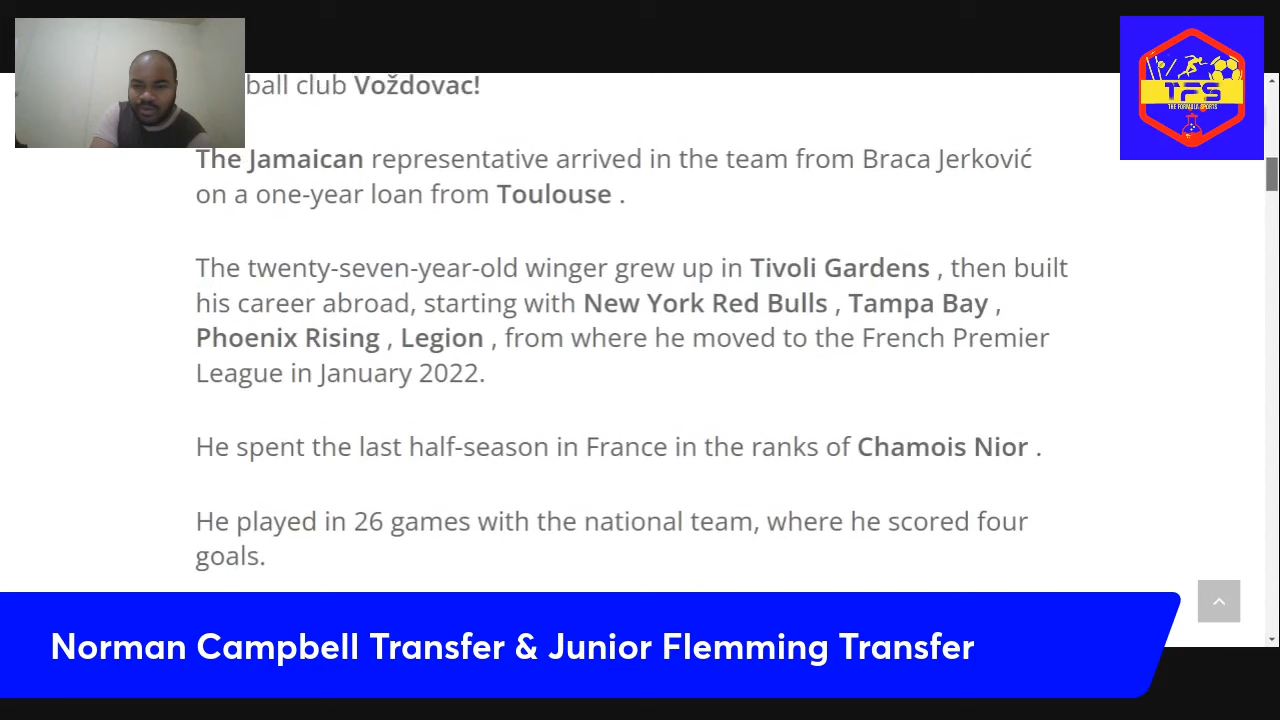 ball club Voždovac!
The Jamaican representative arrived in the team from Braca Jerković
on a one-year loan from Toulouse .
The twenty-seven-year-old winger grew up in Tivoli Gardens , then built
his career abroad, starting with New York Red Bulls , Tampa Bay ,
Phoenix Rising , Legion , from where he moved to the French Premier
League in January 2022.
He spent the last half-season in France in the ranks of Chamois Nior .
He played in 26 games with the national team, where he scored four
goals.
TFS
THE FORMULA SPORTS
Norman Campbell Transfer & Junior Flemming Transfer